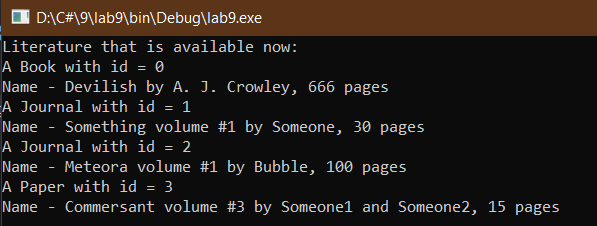 D:\C#\9\lab9\bin\Debug\lab9.exe
Literature that is available now:
A Book with id = 0
Name - Devilish by A. J. Crowley, 666 pages
A Journal with id = 1
Name - Something volume #1 by Someone, 30 pages
A Journal with id = 2
Name - Meteora volume #1 by Bubble, 100 pages
A Paper with id = 3
Name - Commersant volume #3 by Someone1 and Someone2, 15 pages